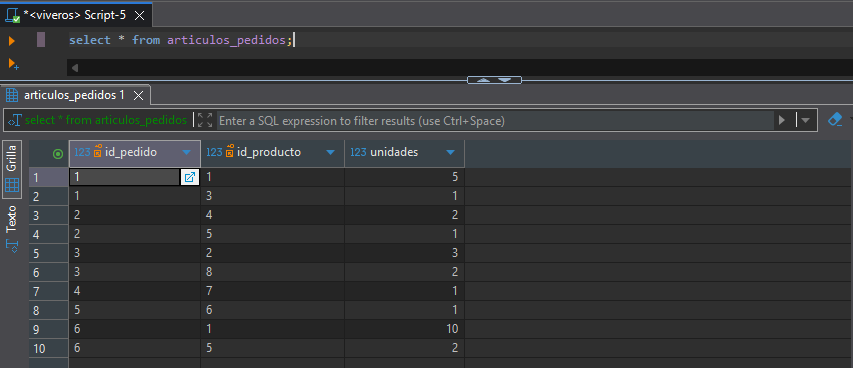 *<viveros> Script-5
select * from articulos_pedidos;
articulos_pedidos 1
select * from articulos_pedidos
Enter a SQL expression to filter results (use Ctrl+Space)
Grilla
Texto
123 id_pedido 123 id_producto 123 unidades
1 1 1 5
2 1 3 1
3 2 4 2
4 2 5 1
5 3 2 3
6 3 8 2
7 4 7 1
8 5 6 1
9 6 1 10
10 6 5 2